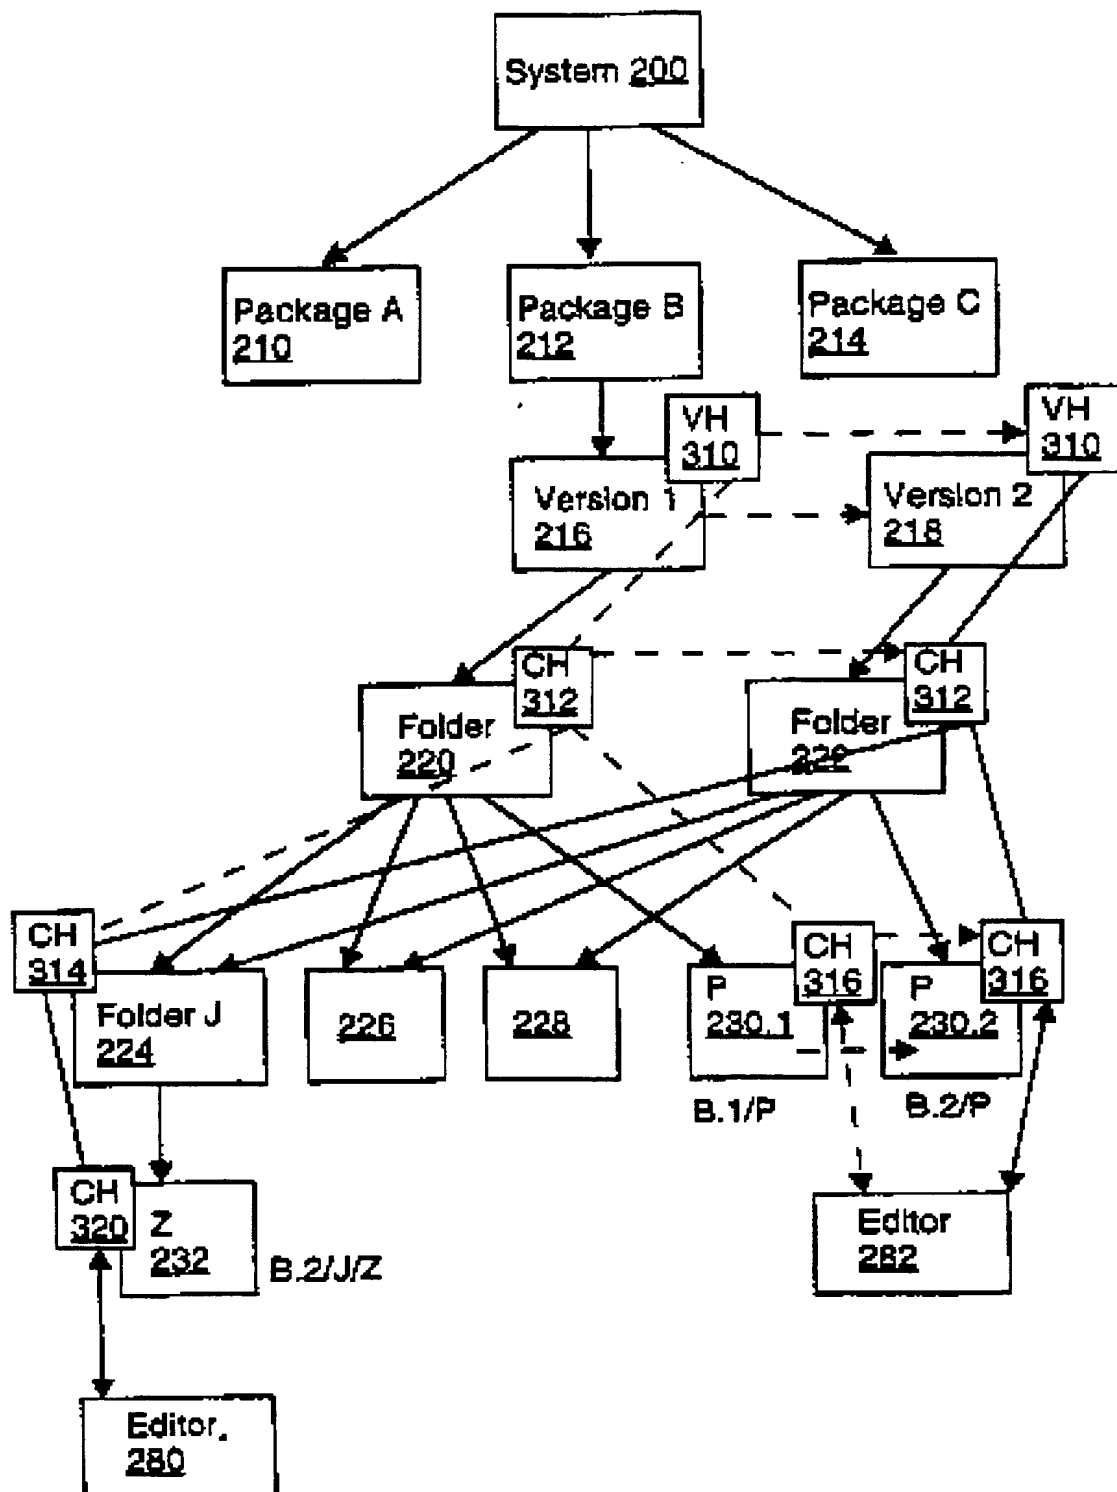 System 200
Package A
210
Package B
212
Package C
214
VH
310
VH
310
Version 1
216
Version 2
218
CH
312
CH
312
Folder
220
Folder
222
CH
314
Folder J
224
226
228
CH
316
P
230.1
CH
316
P
230.2
B.1/P
B.2/P
CH
320
Z
232
B.2/J/Z
Editor
282
Editor
280